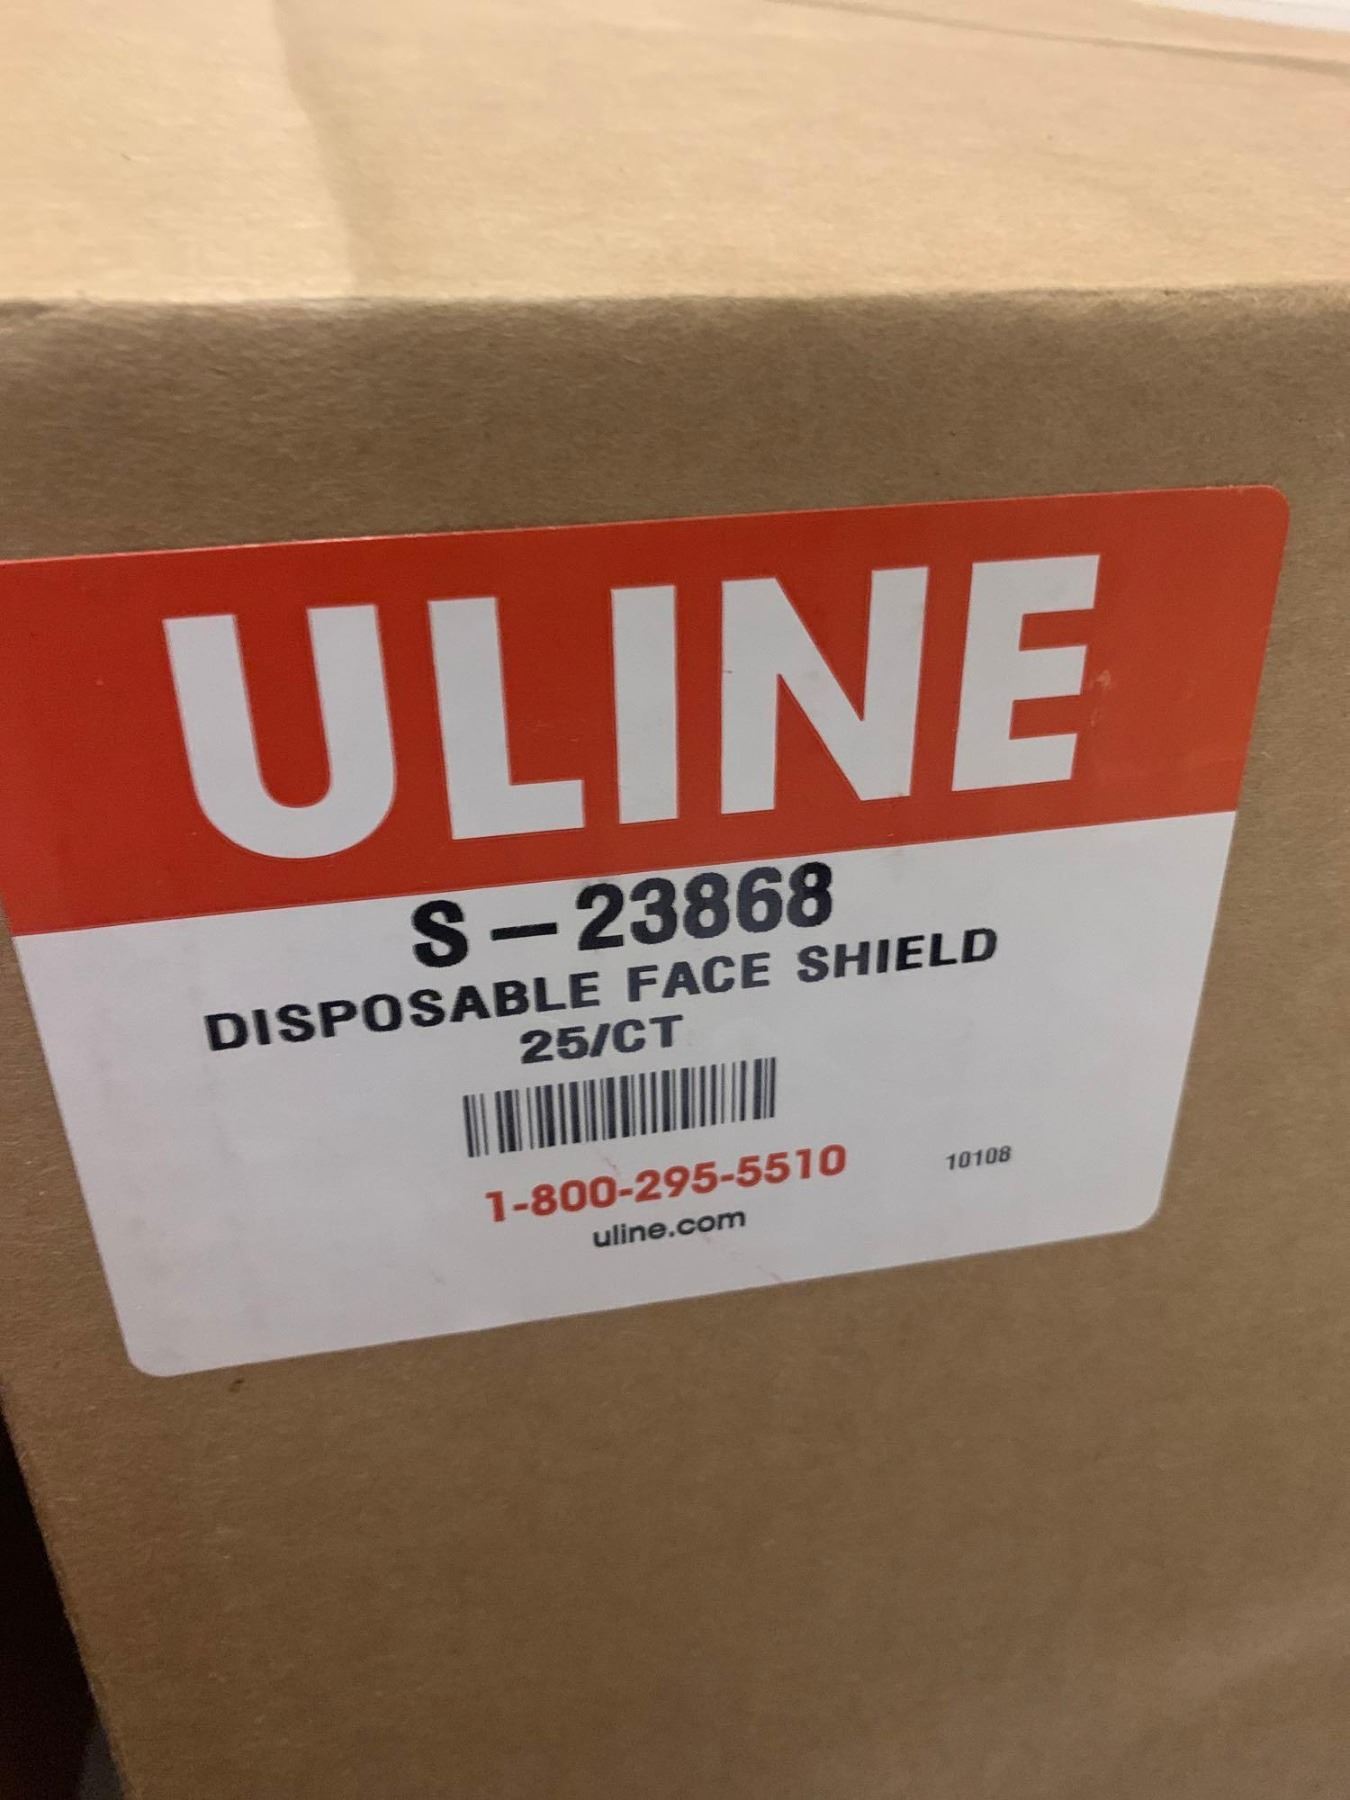 ULINE
S-23868
DISPOSABLE FACE SHIELD
25/CT
1-800-295-5510
10108
uline.com